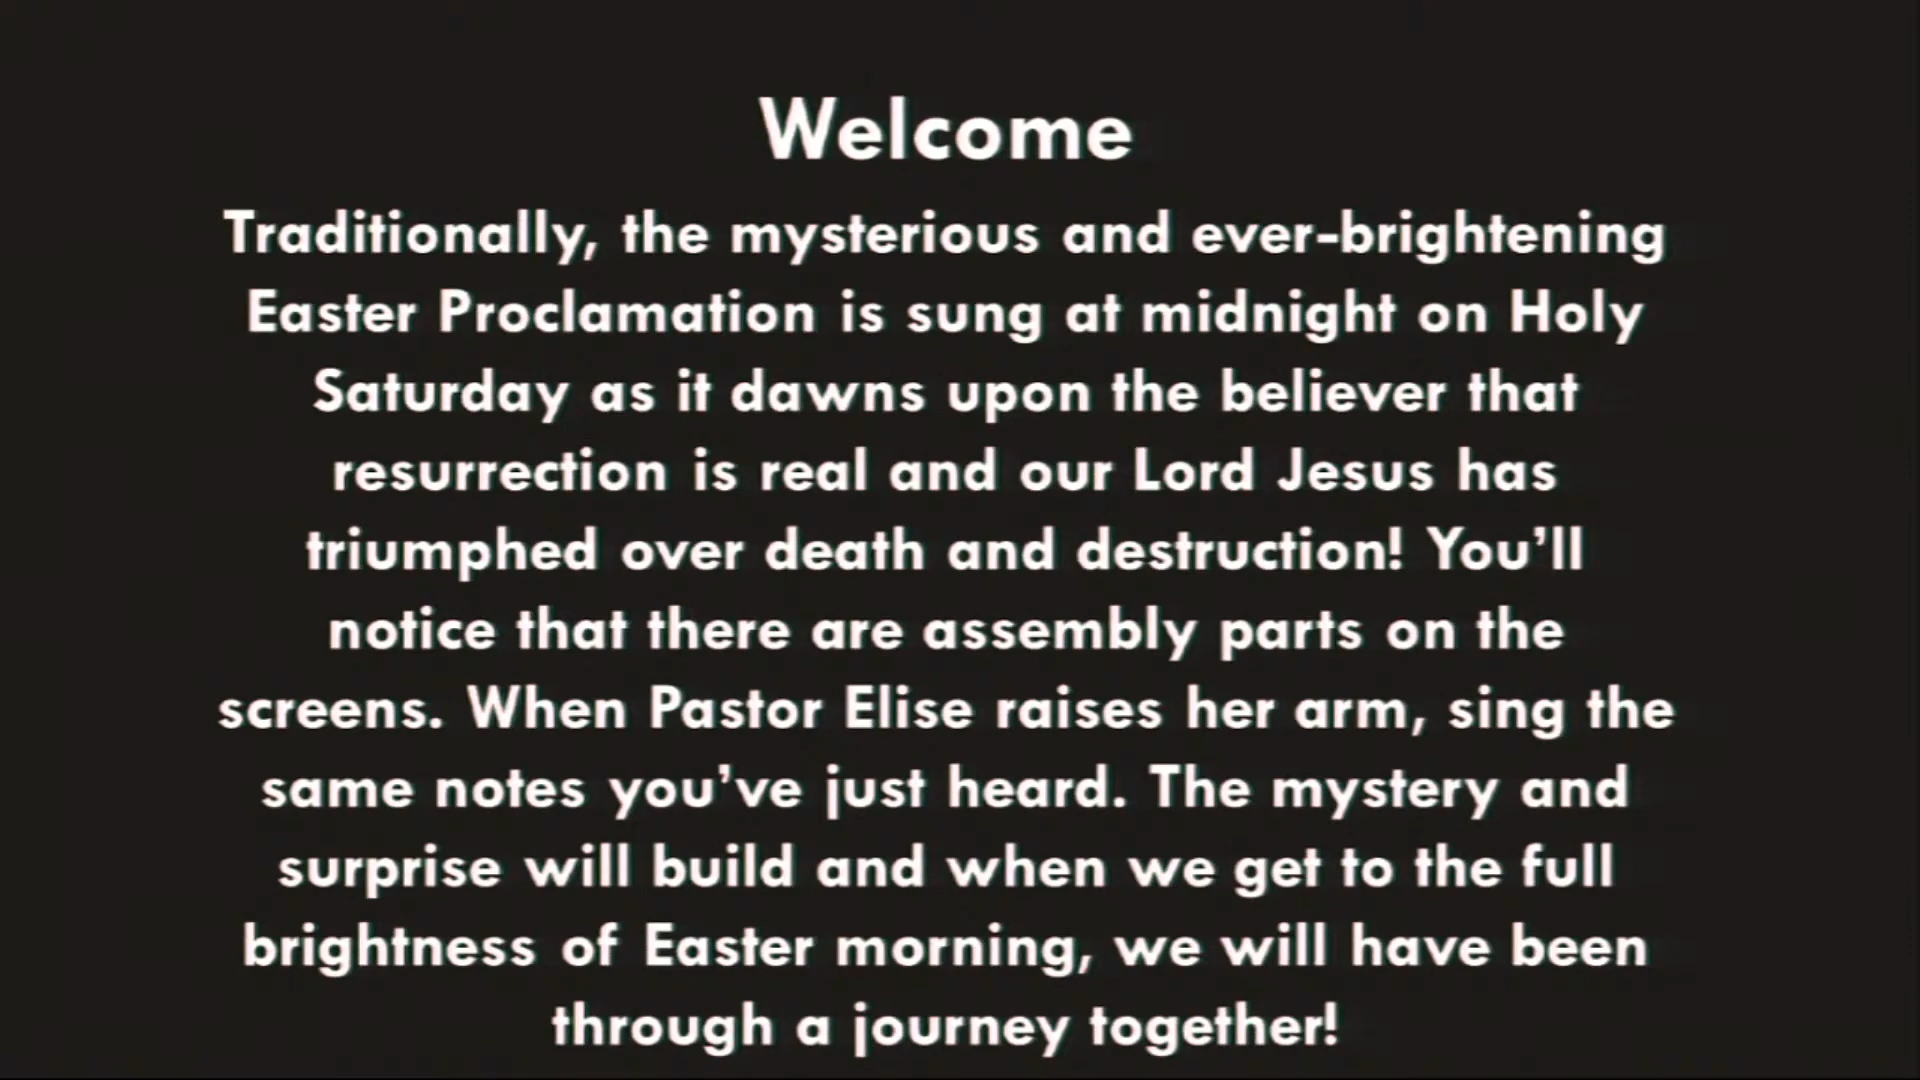 Welcome
Traditionally, the mysterious and ever-brightening
Easter Proclamation is sung at midnight on Holy
Saturday as it dawns upon the believer that
resurrection is real and our Lord Jesus has
triumphed over death and destruction! You’ll
notice that there are assembly parts on the
screens. When Pastor Elise raises her arm, sing the
same notes you’ve just heard. The mystery and
surprise will build and when we get to the full
brightness of Easter morning, we will have been
through a journey together!